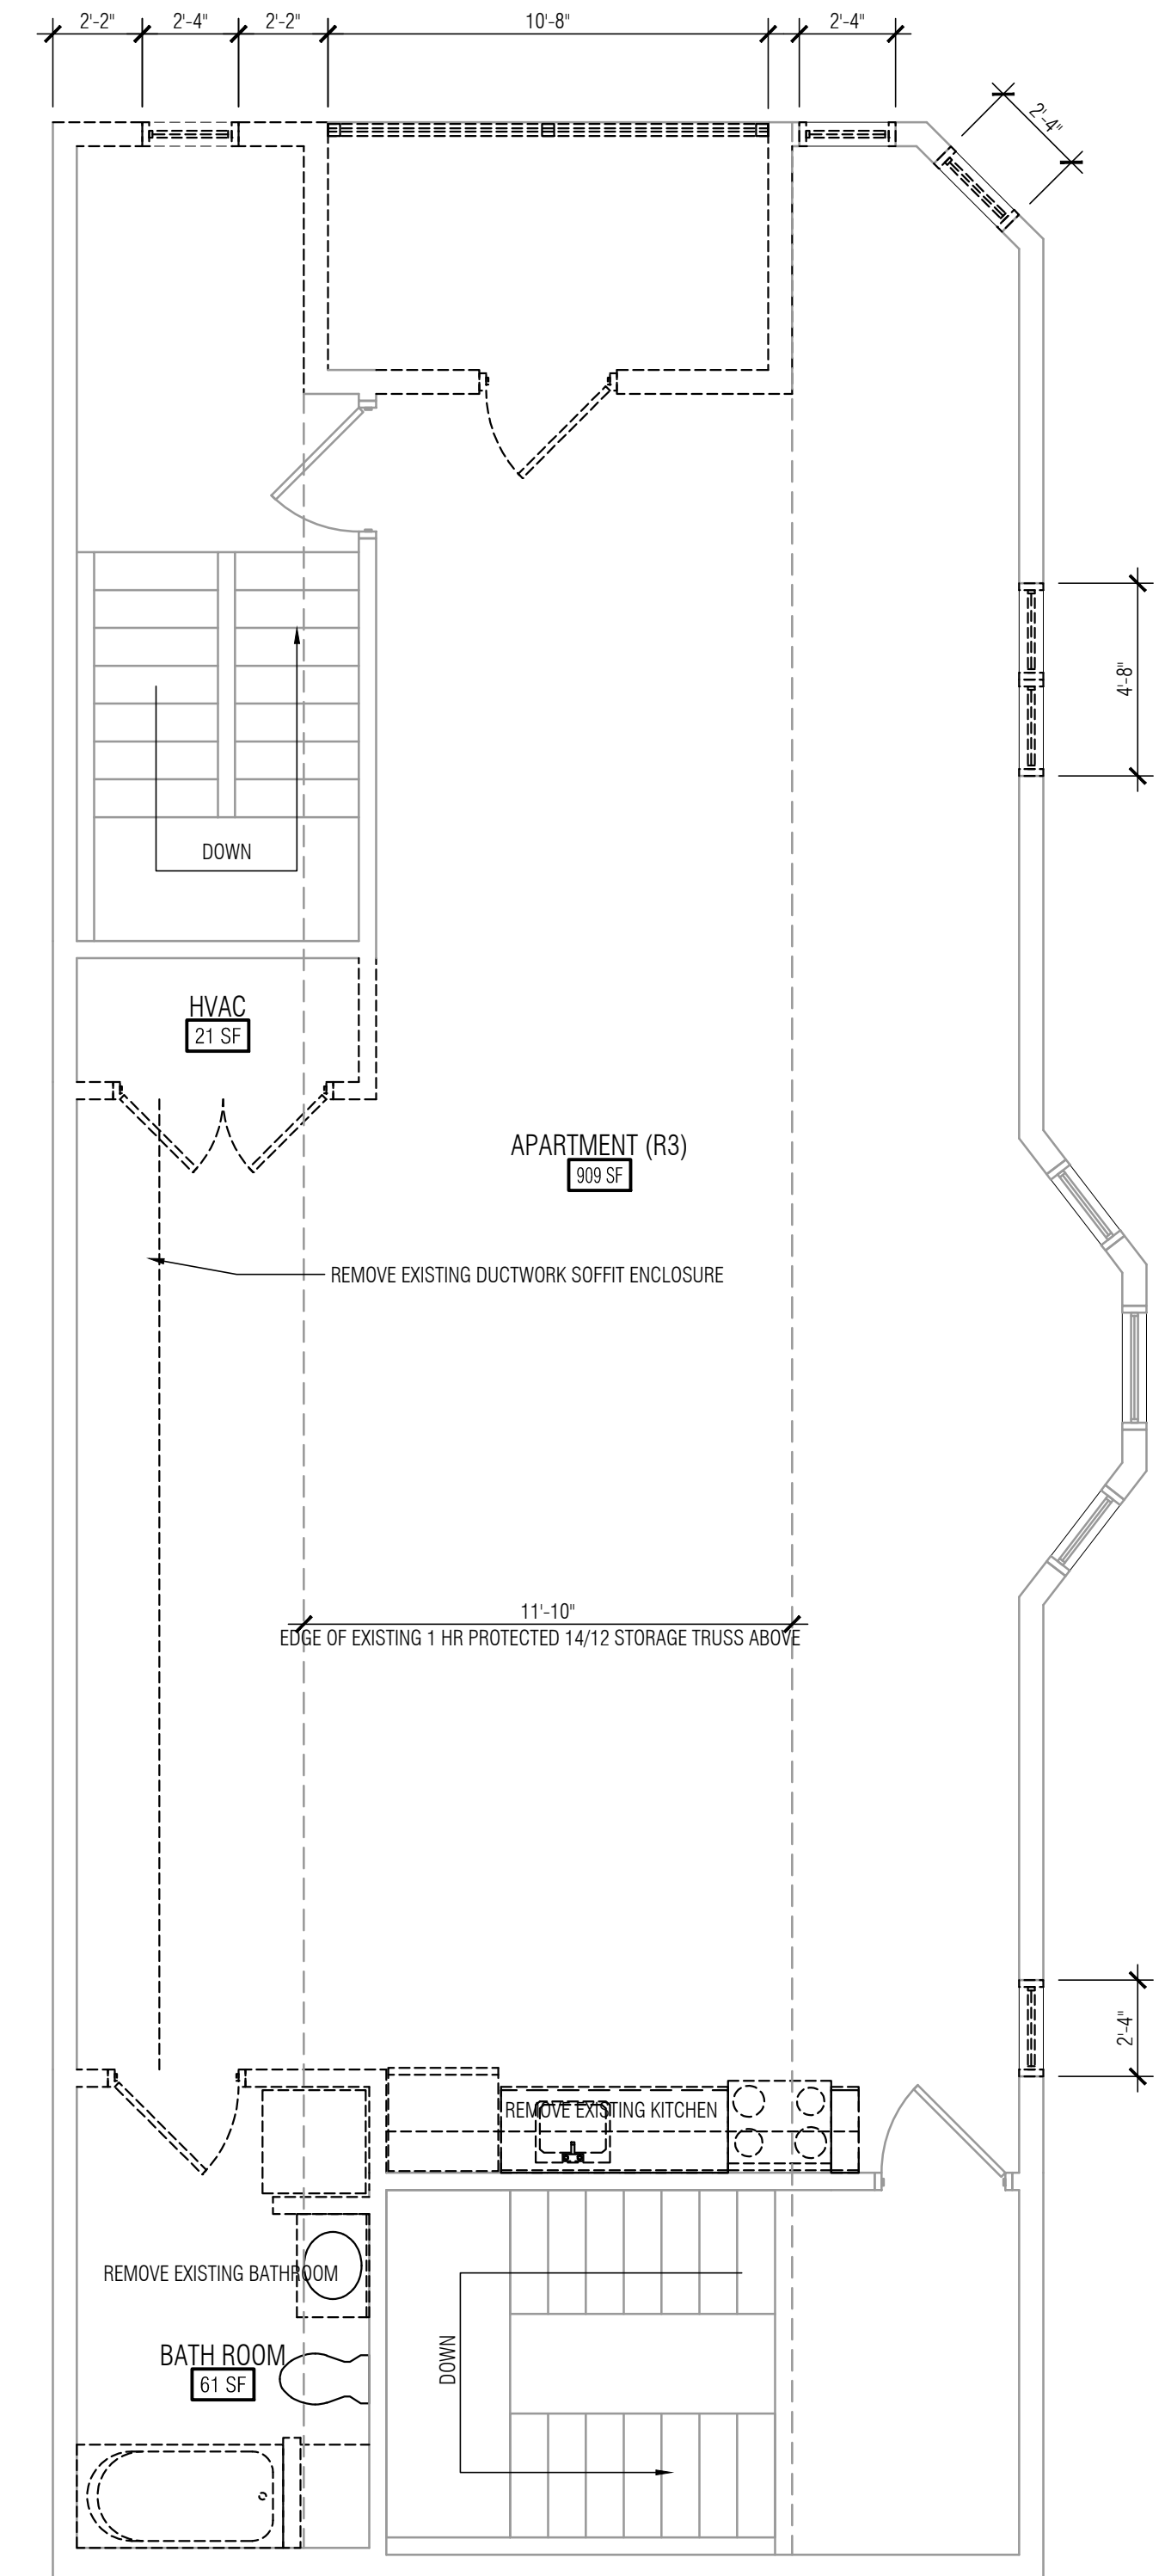 2'-2" 2'-4" 2'-2" 10'-8" 2'-4"
2'-4"
4'-8"
DOWN
HVAC
21 SF
APARTMENT (R3)
909 SF
REMOVE EXISTING DUCTWORK SOFFIT ENCLOSURE
11'-10"
EDGE OF EXISTING 1 HR PROTECTED 14/12 STORAGE TRUSS ABOVE
2'-4"
REMOVE EXISTING KITCHEN
REMOVE EXISTING BATHROOM
BATH ROOM
61 SF
DOWN